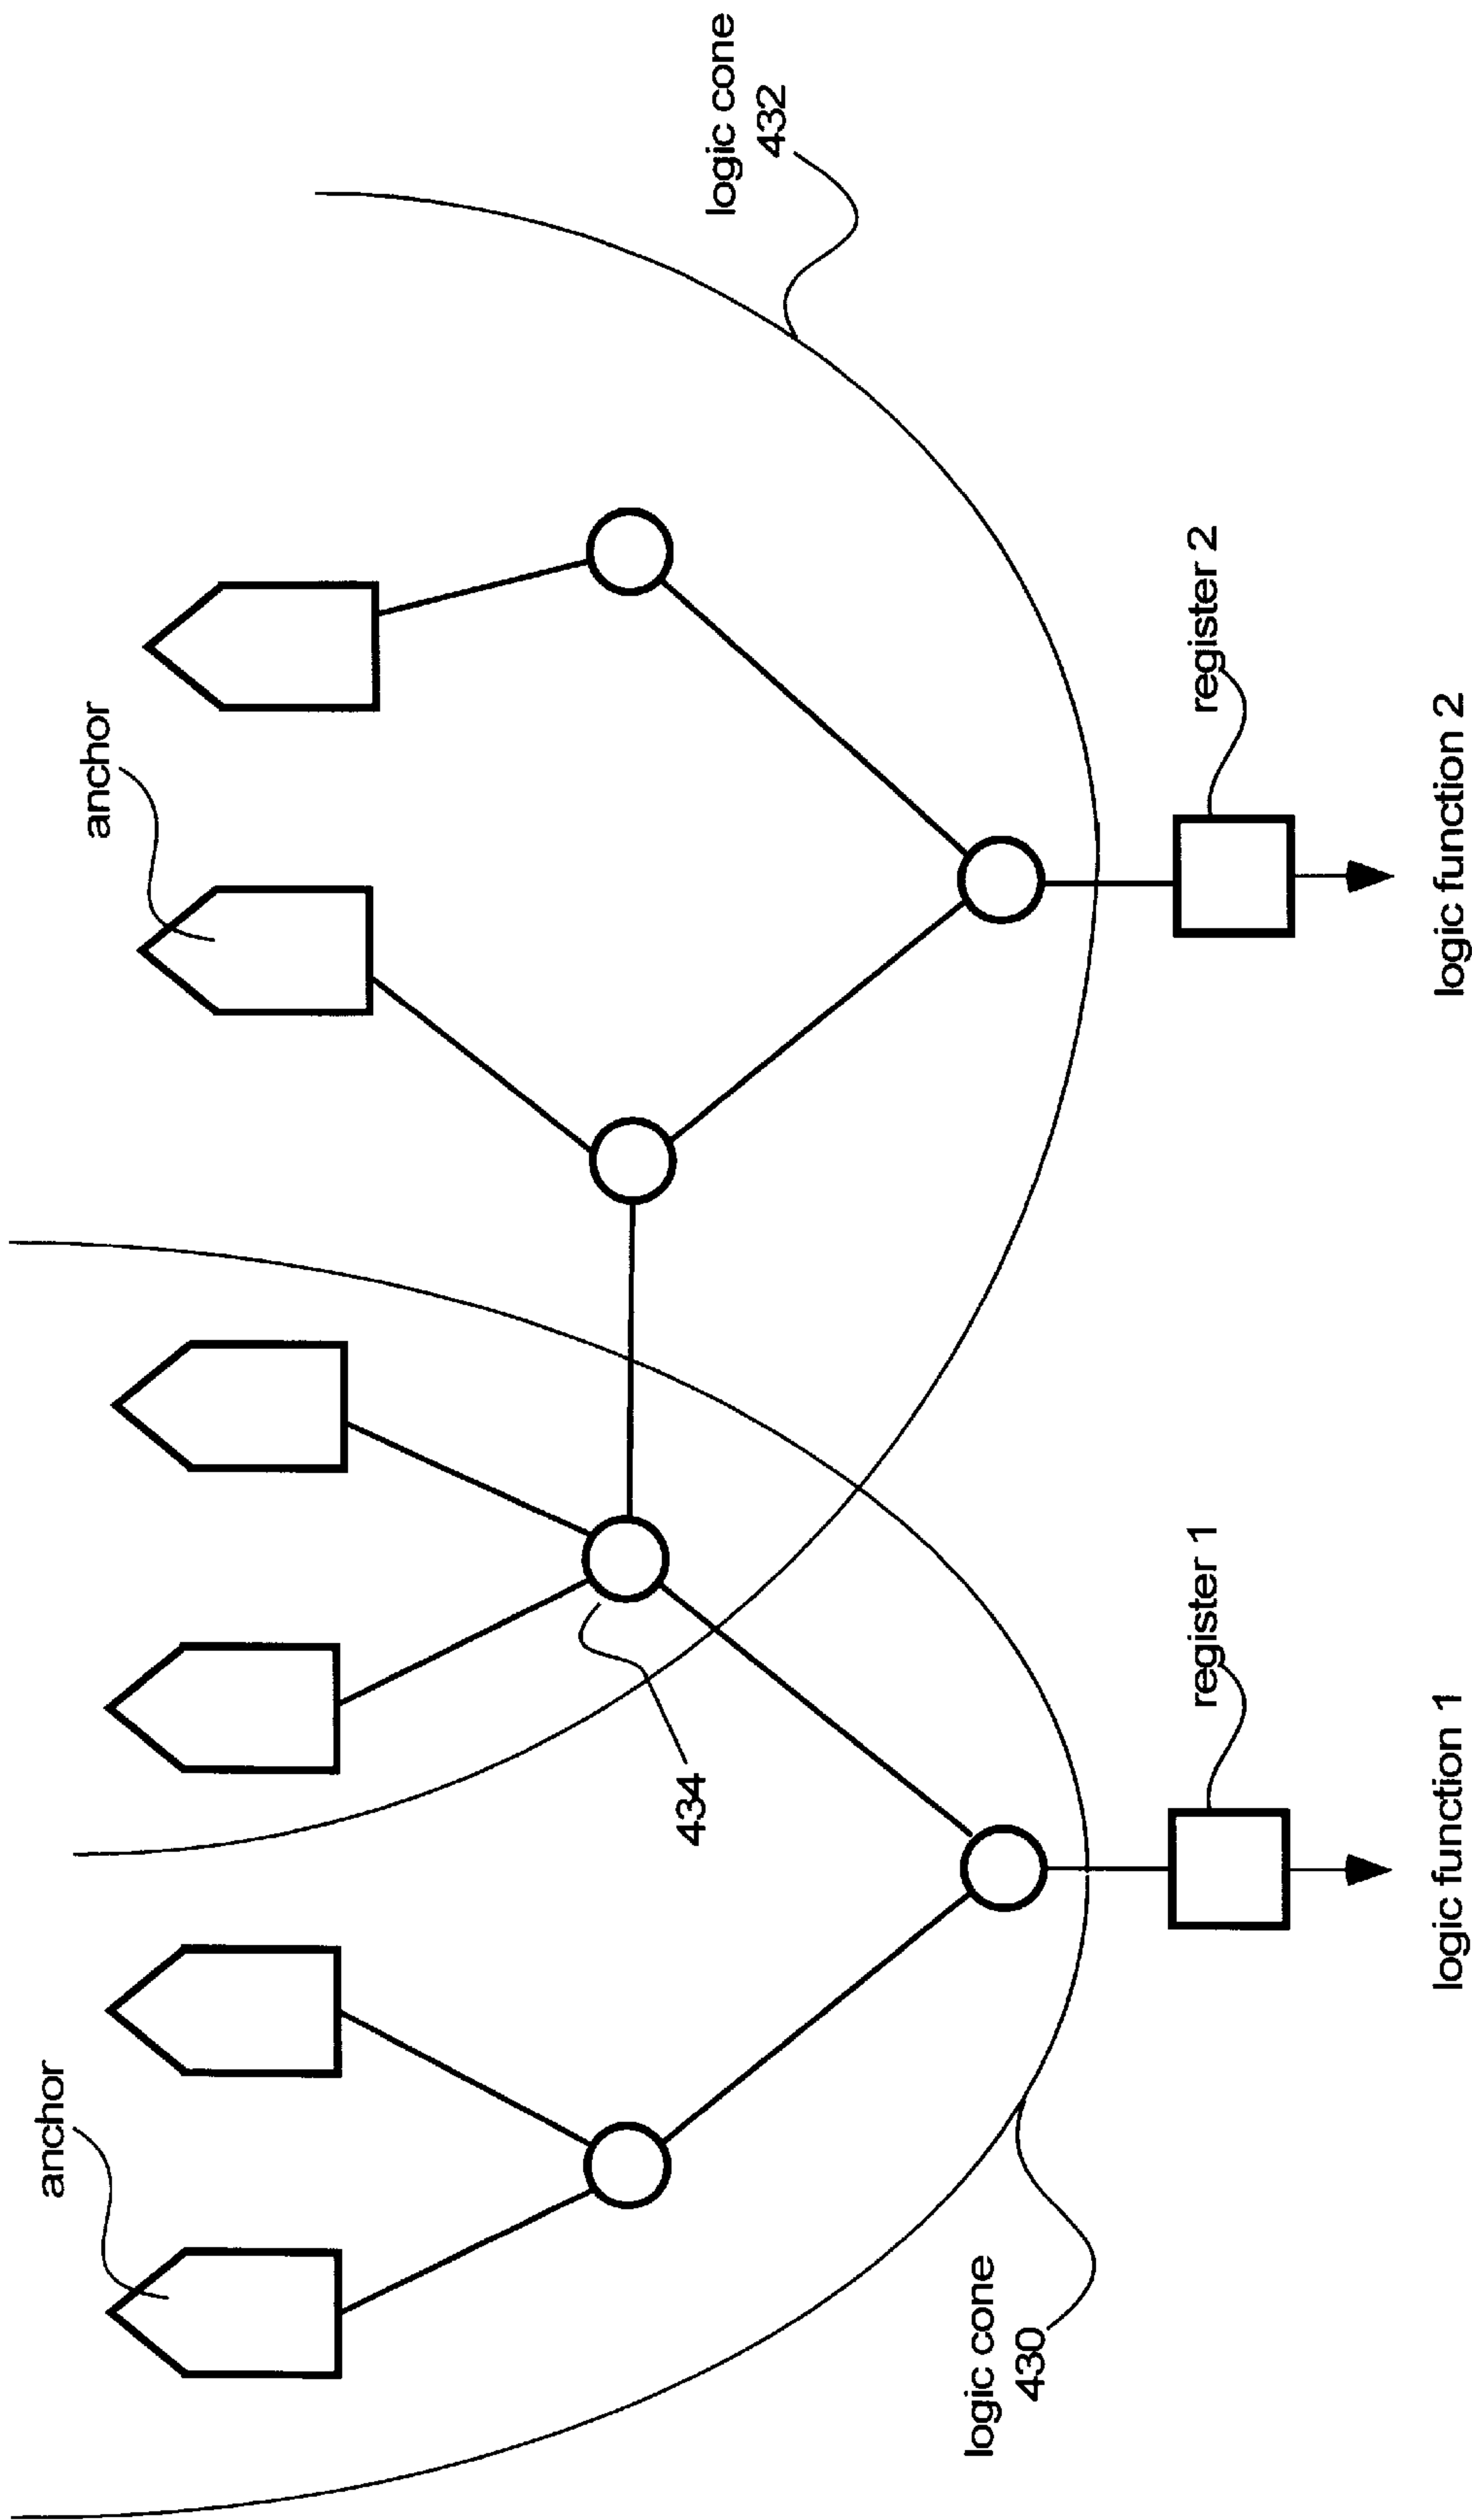 anchor
anchor
logic cone
432
434
logic cone
430
register 1
register 2
logic function 1
logic function 2